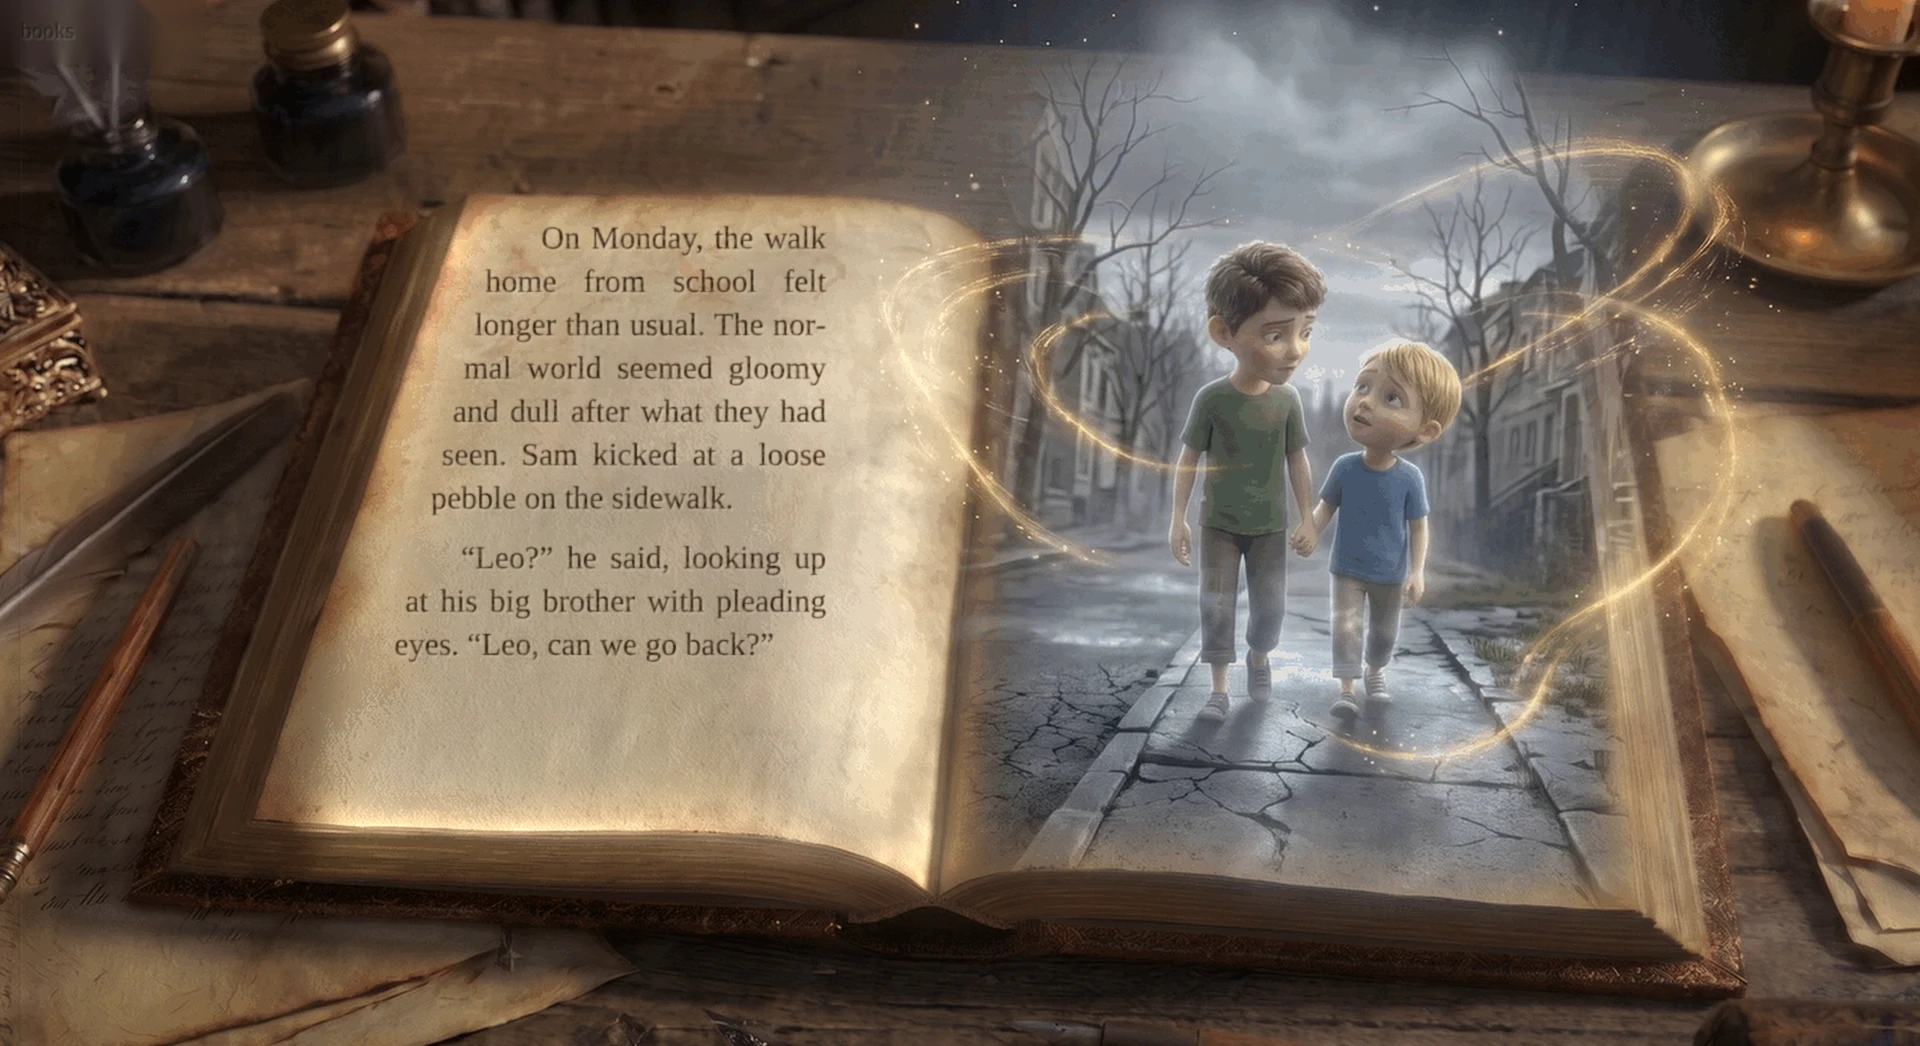 books
On Monday, the walk
home from school felt
longer than usual. The nor-
mal world seemed gloomy
and dull after what they had
seen. Sam kicked at a loose
pebble on the sidewalk.
“Leo?” he said, looking up
at his big brother with pleading
eyes. “Leo, can we go back?”